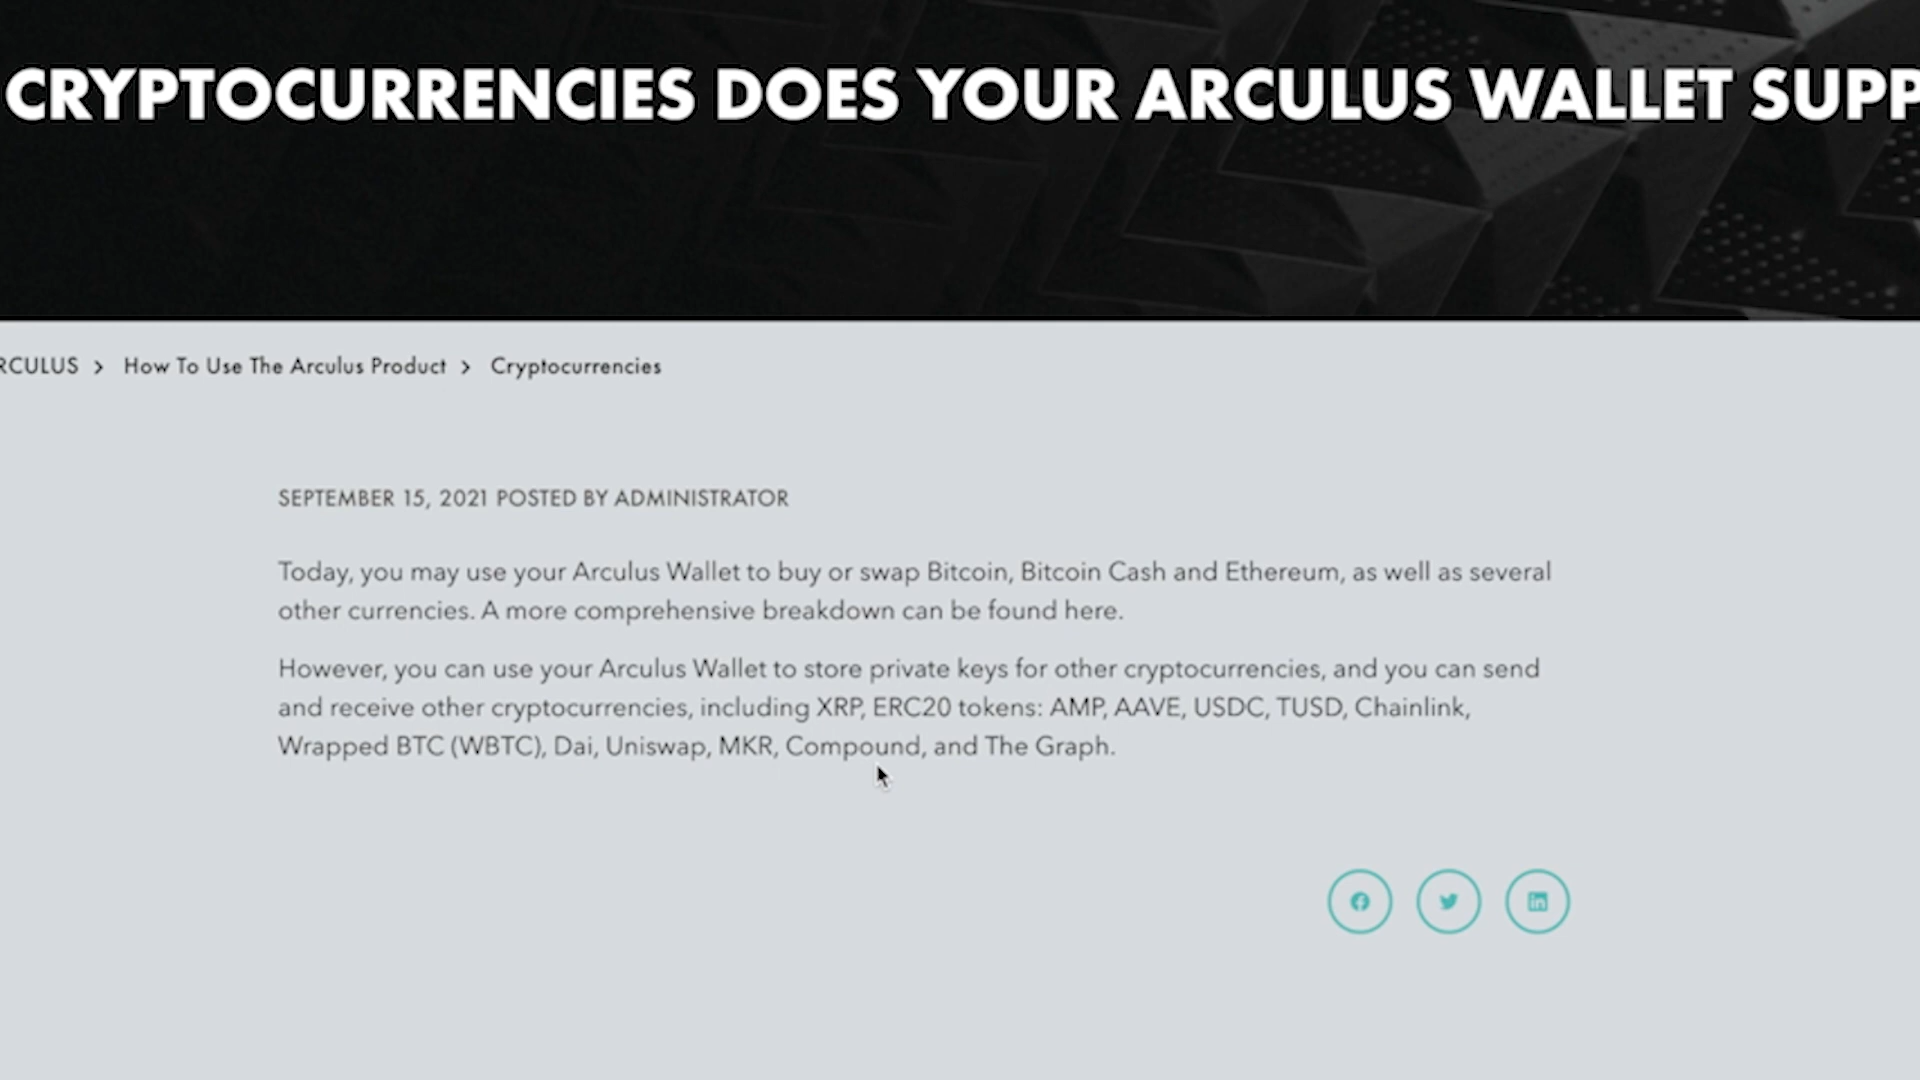 CRYPTOCURRENCIES DOES YOUR ARCULUS WALLET SUPP
RCULUS > How To Use The Arculus Product > Cryptocurrencies
SEPTEMBER 15, 2021 POSTED BY ADMINISTRATOR
Today, you may use your Arculus Wallet to buy or swap Bitcoin, Bitcoin Cash and Ethereum, as well as several
other currencies. A more comprehensive breakdown can be found here.
However, you can use your Arculus Wallet to store private keys for other cryptocurrencies, and you can send
and receive other cryptocurrencies, including XRP, ERC20 tokens: AMP, AAVE, USDC, TUSD, Chainlink,
Wrapped BTC (WBTC), Dai, Uniswap, MKR, Compound, and The Graph.